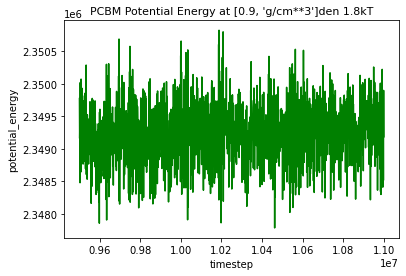 PCBM Potential Energy at [0.9, 'g/cm**3']den 1.8kT
1e6
2.3505
2.3500
2.3495
2.3490
2.3485
2.3480
potential_energy
0.96 0.98 1.00 1.02 1.04 1.06 1.08 1.10
timestep
1e7